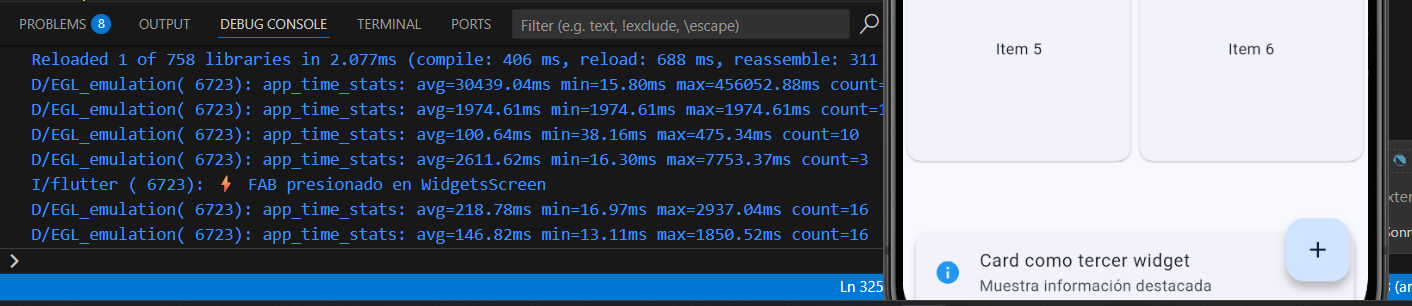 PROBLEMS 8 OUTPUT DEBUG CONSOLE TERMINAL PORTS Filter (e.g. text, !exclude, \escape)
Reloaded 1 of 758 libraries in 2.077ms (compile: 406 ms, reload: 688 ms, reassemble: 311
D/EGL_emulation( 6723): app_time_stats: avg=30439.04ms min=15.80ms max=456052.88ms count=
D/EGL_emulation( 6723): app_time_stats: avg=1974.61ms min=1974.61ms max=1974.61ms count=1
D/EGL_emulation( 6723): app_time_stats: avg=100.64ms min=38.16ms max=475.34ms count=10
D/EGL_emulation( 6723): app_time_stats: avg=2611.62ms min=16.30ms max=7753.37ms count=3
I/flutter ( 6723): ⚡ FAB presionado en WidgetsScreen
D/EGL_emulation( 6723): app_time_stats: avg=218.78ms min=16.97ms max=2937.04ms count=16
D/EGL_emulation( 6723): app_time_stats: avg=146.82ms min=13.11ms max=1850.52ms count=16
Ln 325
Item 5 Item 6
Card como tercer widget
Muestra información destacada